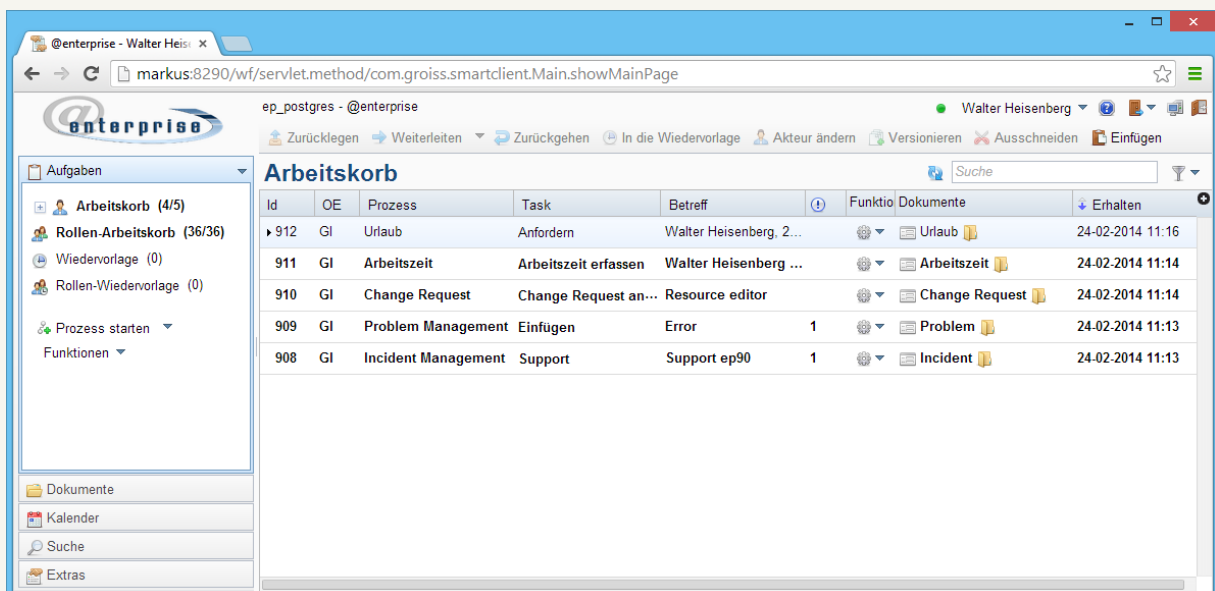 @enterprise - Walter Heis
markus:8290/wf/servlet.method/com.groiss.smartclient.Main.showMainPage
@enterprise
ep_postgres - @enterprise
Walter Heisenberg
Zurücklegen Weiterleiten Zurückgehen In die Wiedervorlage Akteur ändern Versionieren Ausschneiden Einfügen
Aufgaben
Arbeitskorb (4/5)
Rollen-Arbeitskorb (36/36)
Wiedervorlage (0)
Rollen-Wiedervorlage (0)
Prozess starten
Funktionen
Dokumente
Kalender
Suche
Extras
Arbeitskorb
Suche
Id OE Prozess Task Betreff Funktio Dokumente Erhalten
912 GI Urlaub Anfordern Walter Heisenberg, 2... Urlaub 24-02-2014 11:16
911 GI Arbeitszeit Arbeitszeit erfassen Walter Heisenberg ... Arbeitszeit 24-02-2014 11:14
910 GI Change Request Change Request an... Resource editor Change Request 24-02-2014 11:14
909 GI Problem Management Einfügen Error 1 Problem 24-02-2014 11:13
908 GI Incident Management Support Support ep90 1 Incident 24-02-2014 11:13